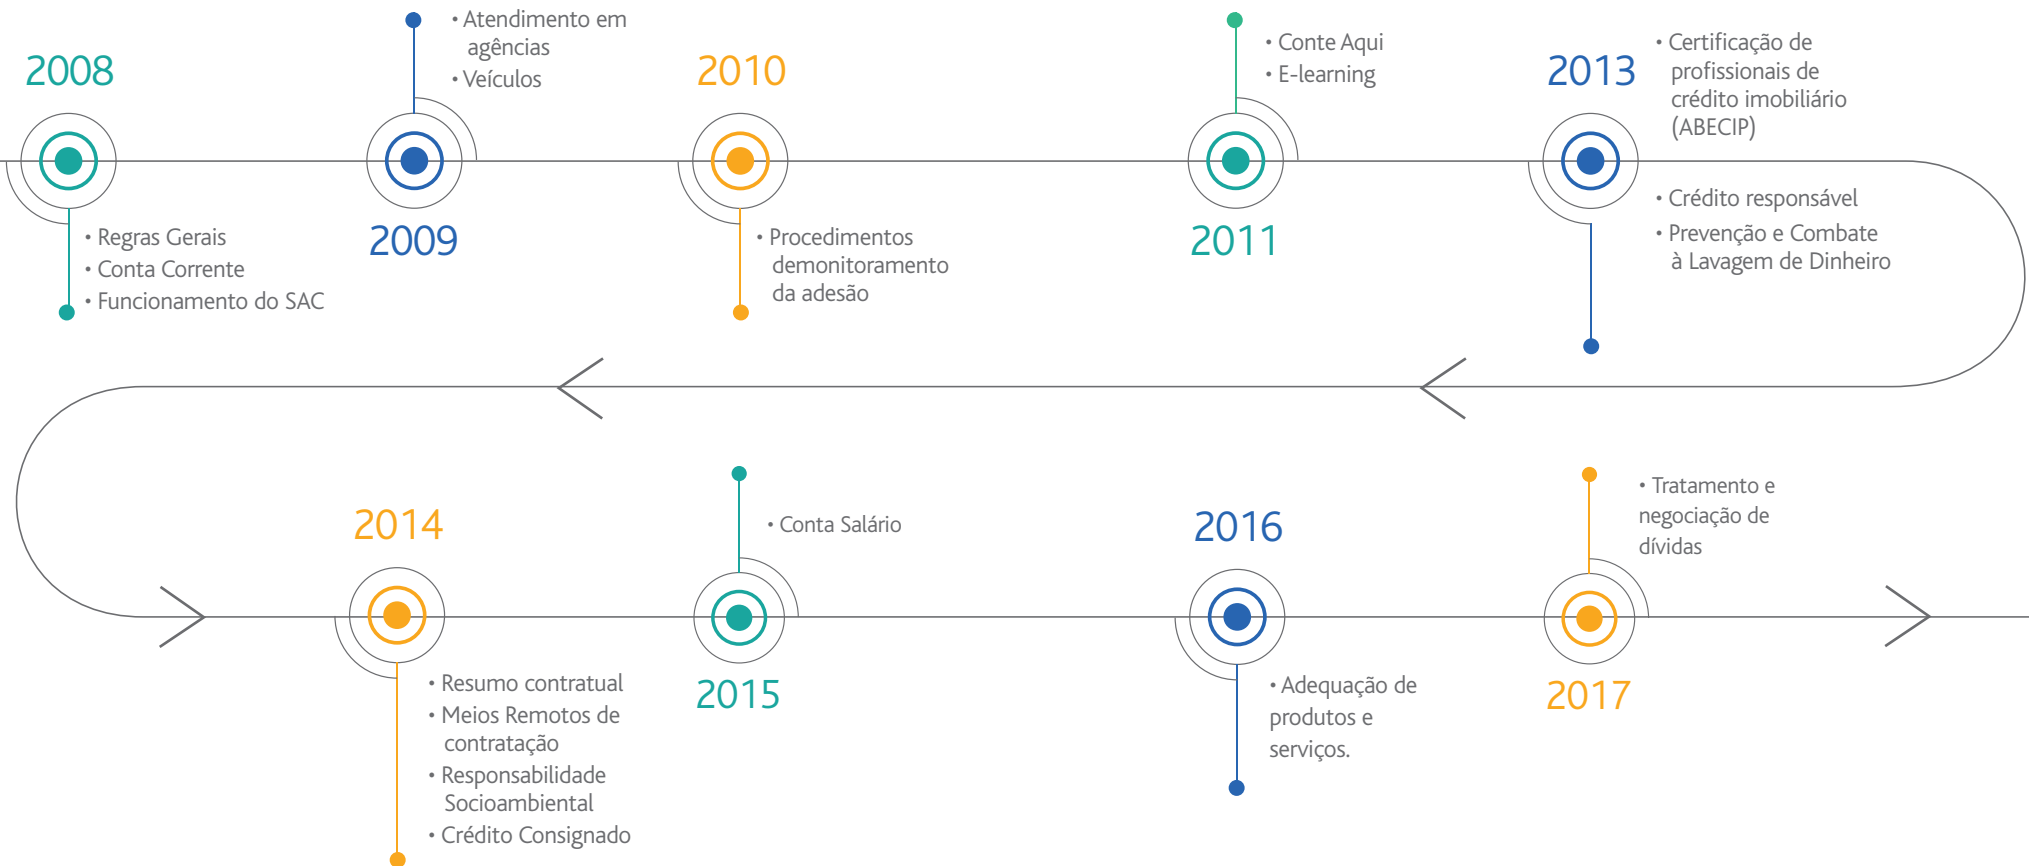 2008
• Regras Gerais
• Conta Corrente
• Funcionamento do SAC
• Atendimento em
agências
• Veículos
2009
2010
• Procedimentos
demonitoramento
da adesão
• Conte Aqui
• E-learning
2011
2013
• Certificação de
profissionais de
crédito imobiliário
(ABECIP)
• Crédito responsável
• Prevenção e Combate
à Lavagem de Dinheiro
2014
• Resumo contratual
• Meios Remotos de
contratação
• Responsabilidade
Socioambiental
• Crédito Consignado
• Conta Salário
2015
2016
• Adequação de
produtos e
serviços.
• Tratamento e
negociação de
dívidas
2017